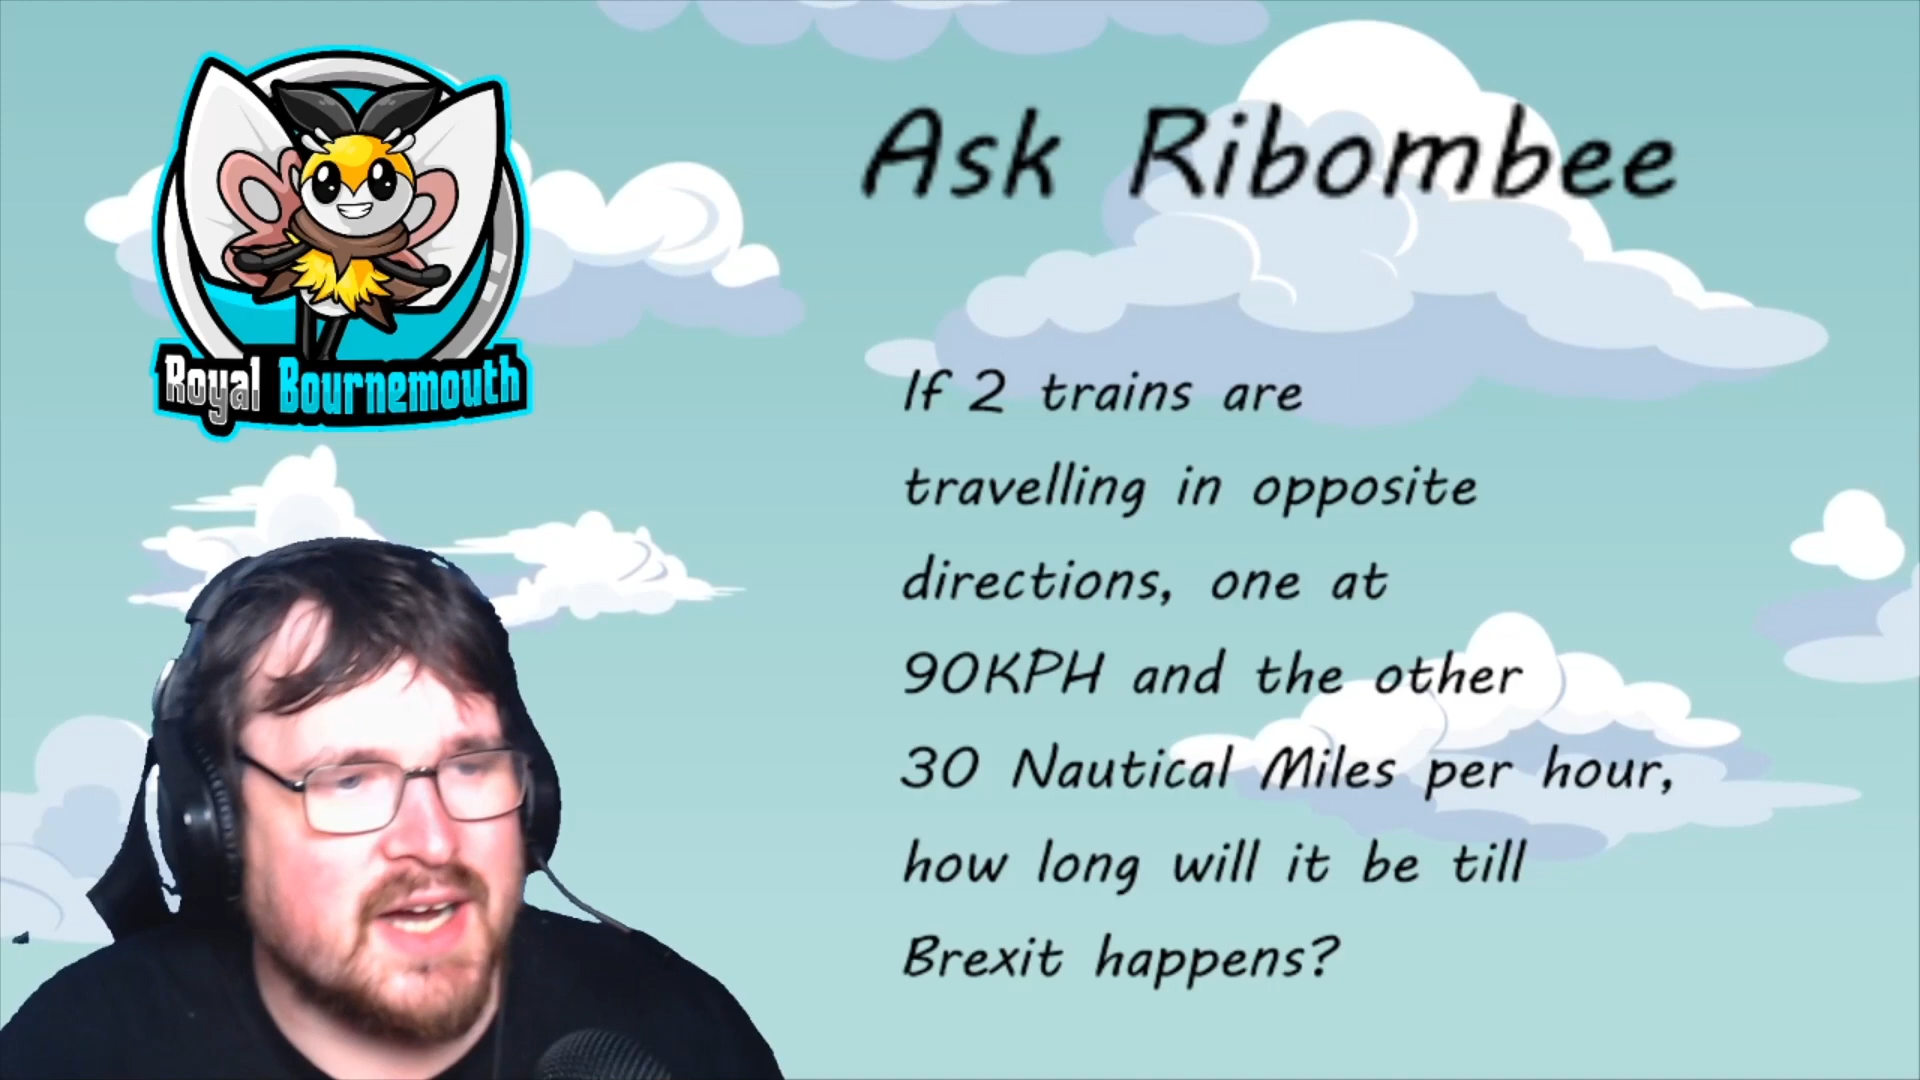 Ask Ribombee
Royal Bournemouth
If 2 trains are
travelling in opposite
directions, one at
90KPH and the other
30 Nautical Miles per hour,
how long will it be till
Brexit happens?